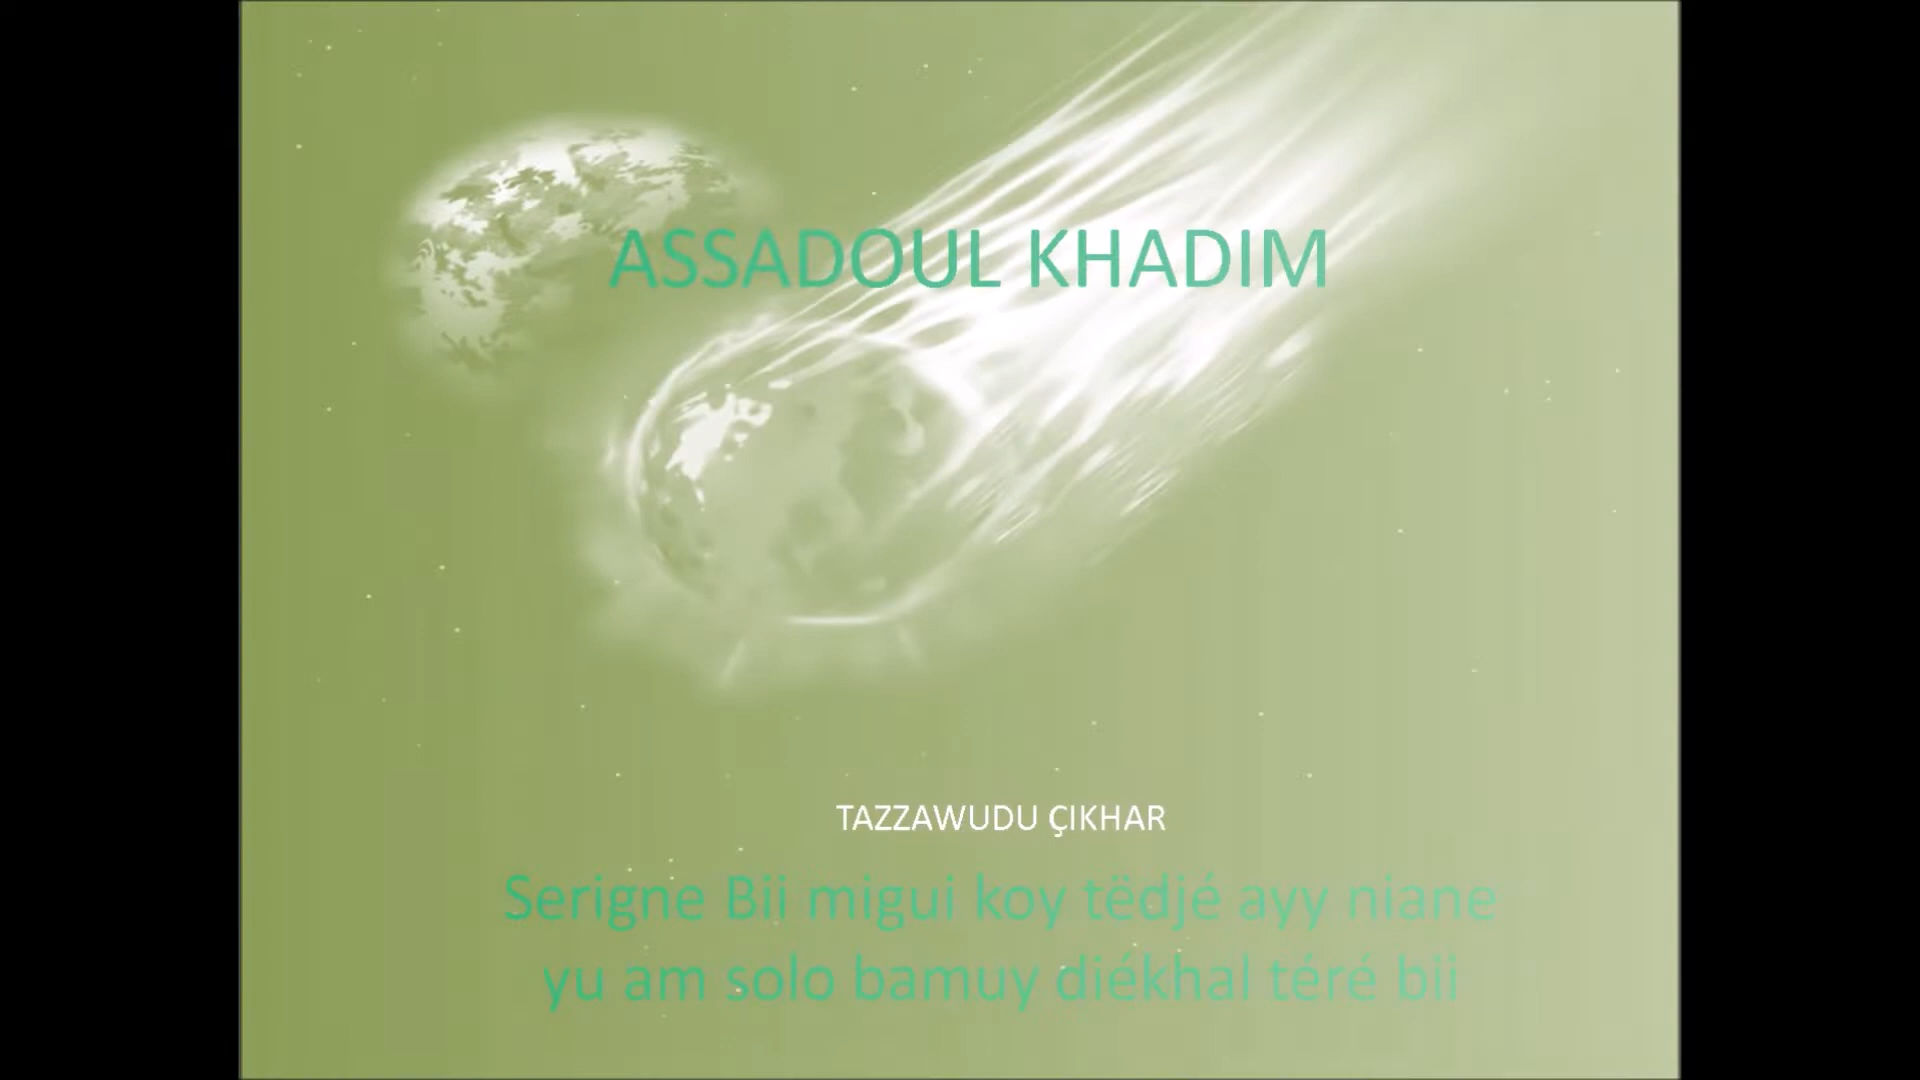 ASSADOUL KHADIM
TAZZAWUDU ÇIKHAR
Serigne Bii migui koy tëdjé ayy niane
yu am solo bamuy diékhal téré bii